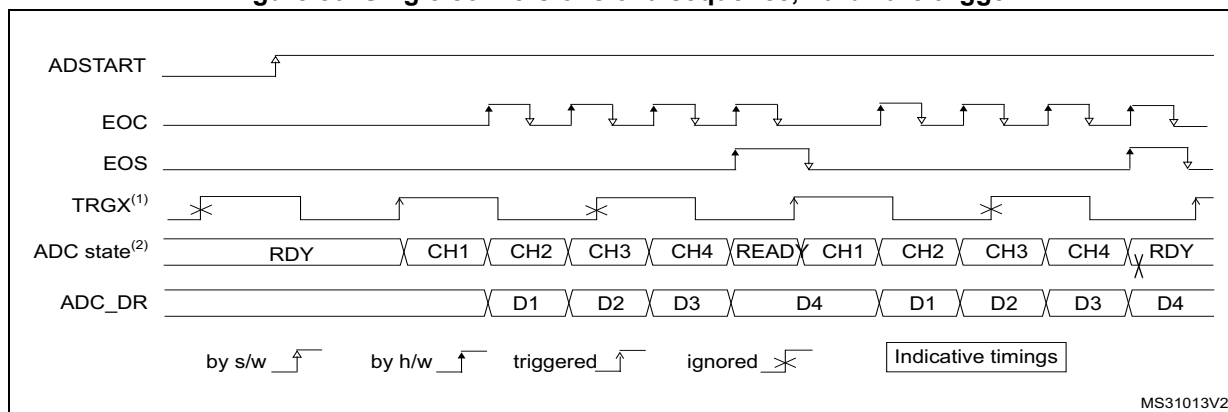 ADSTART
EOC
EOS
TRGX(1)
ADC state(2) RDY CH1 CH2 CH3 CH4 READY CH1 CH2 CH3 CH4 RDY
ADC_DR D1 D2 D3 D4 D1 D2 D3 D4
by s/w by h/w triggered ignored Indicative timings
MS31013V2